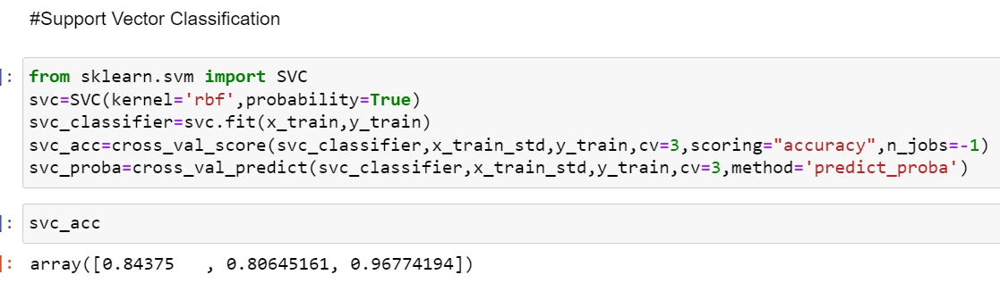 #Support Vector Classification
]: from sklearn.svm import SVC
svc=SVC(kernel='rbf',probability=True)
svc_classifier=svc.fit(x_train,y_train)
svc_acc=cross_val_score(svc_classifier,x_train_std,y_train,cv=3,scoring="accuracy",n_jobs=-1)
svc_proba=cross_val_predict(svc_classifier,x_train_std,y_train,cv=3,method='predict_proba')
]: svc_acc
]: array([0.84375   , 0.80645161, 0.96774194])